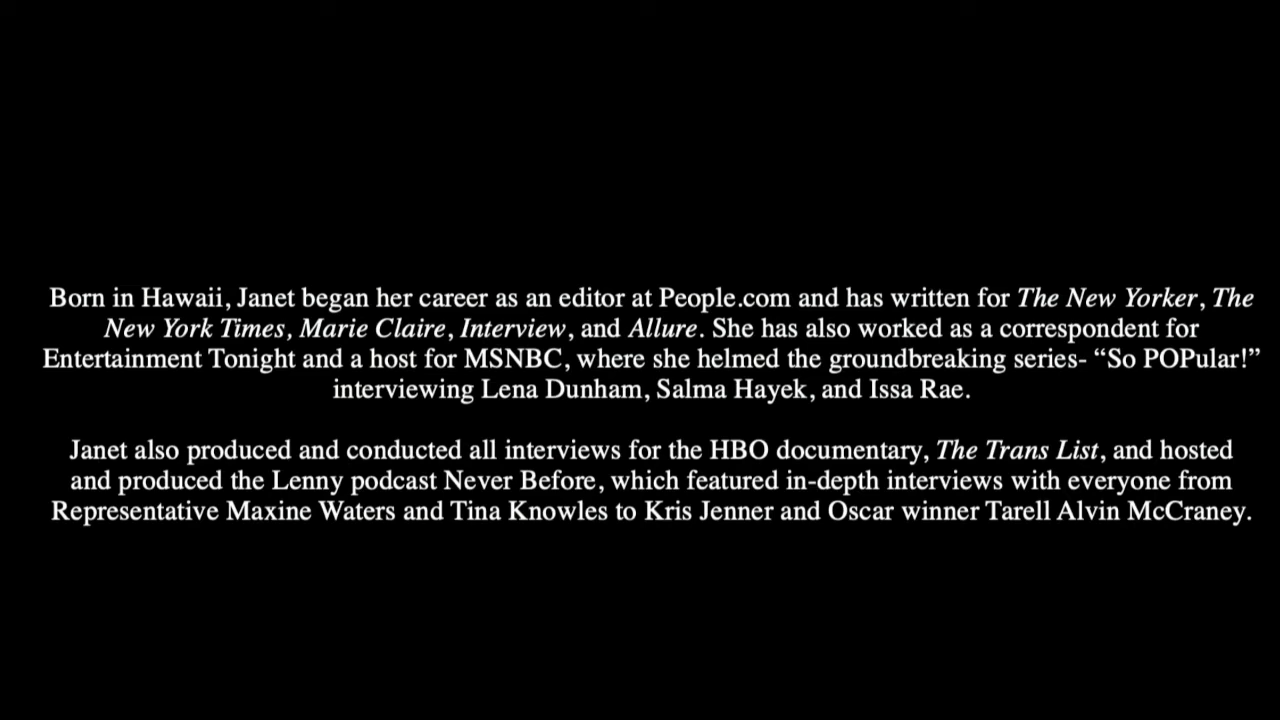 Born in Hawaii, Janet began her career as an editor at People.com and has written for The New Yorker, The
New York Times, Marie Claire, Interview, and Allure. She has also worked as a correspondent for
Entertainment Tonight and a host for MSNBC, where she helmed the groundbreaking series- “So POPular!”
interviewing Lena Dunham, Salma Hayek, and Issa Rae.
Janet also produced and conducted all interviews for the HBO documentary, The Trans List, and hosted
and produced the Lenny podcast Never Before, which featured in-depth interviews with everyone from
Representative Maxine Waters and Tina Knowles to Kris Jenner and Oscar winner Tarell Alvin McCraney.